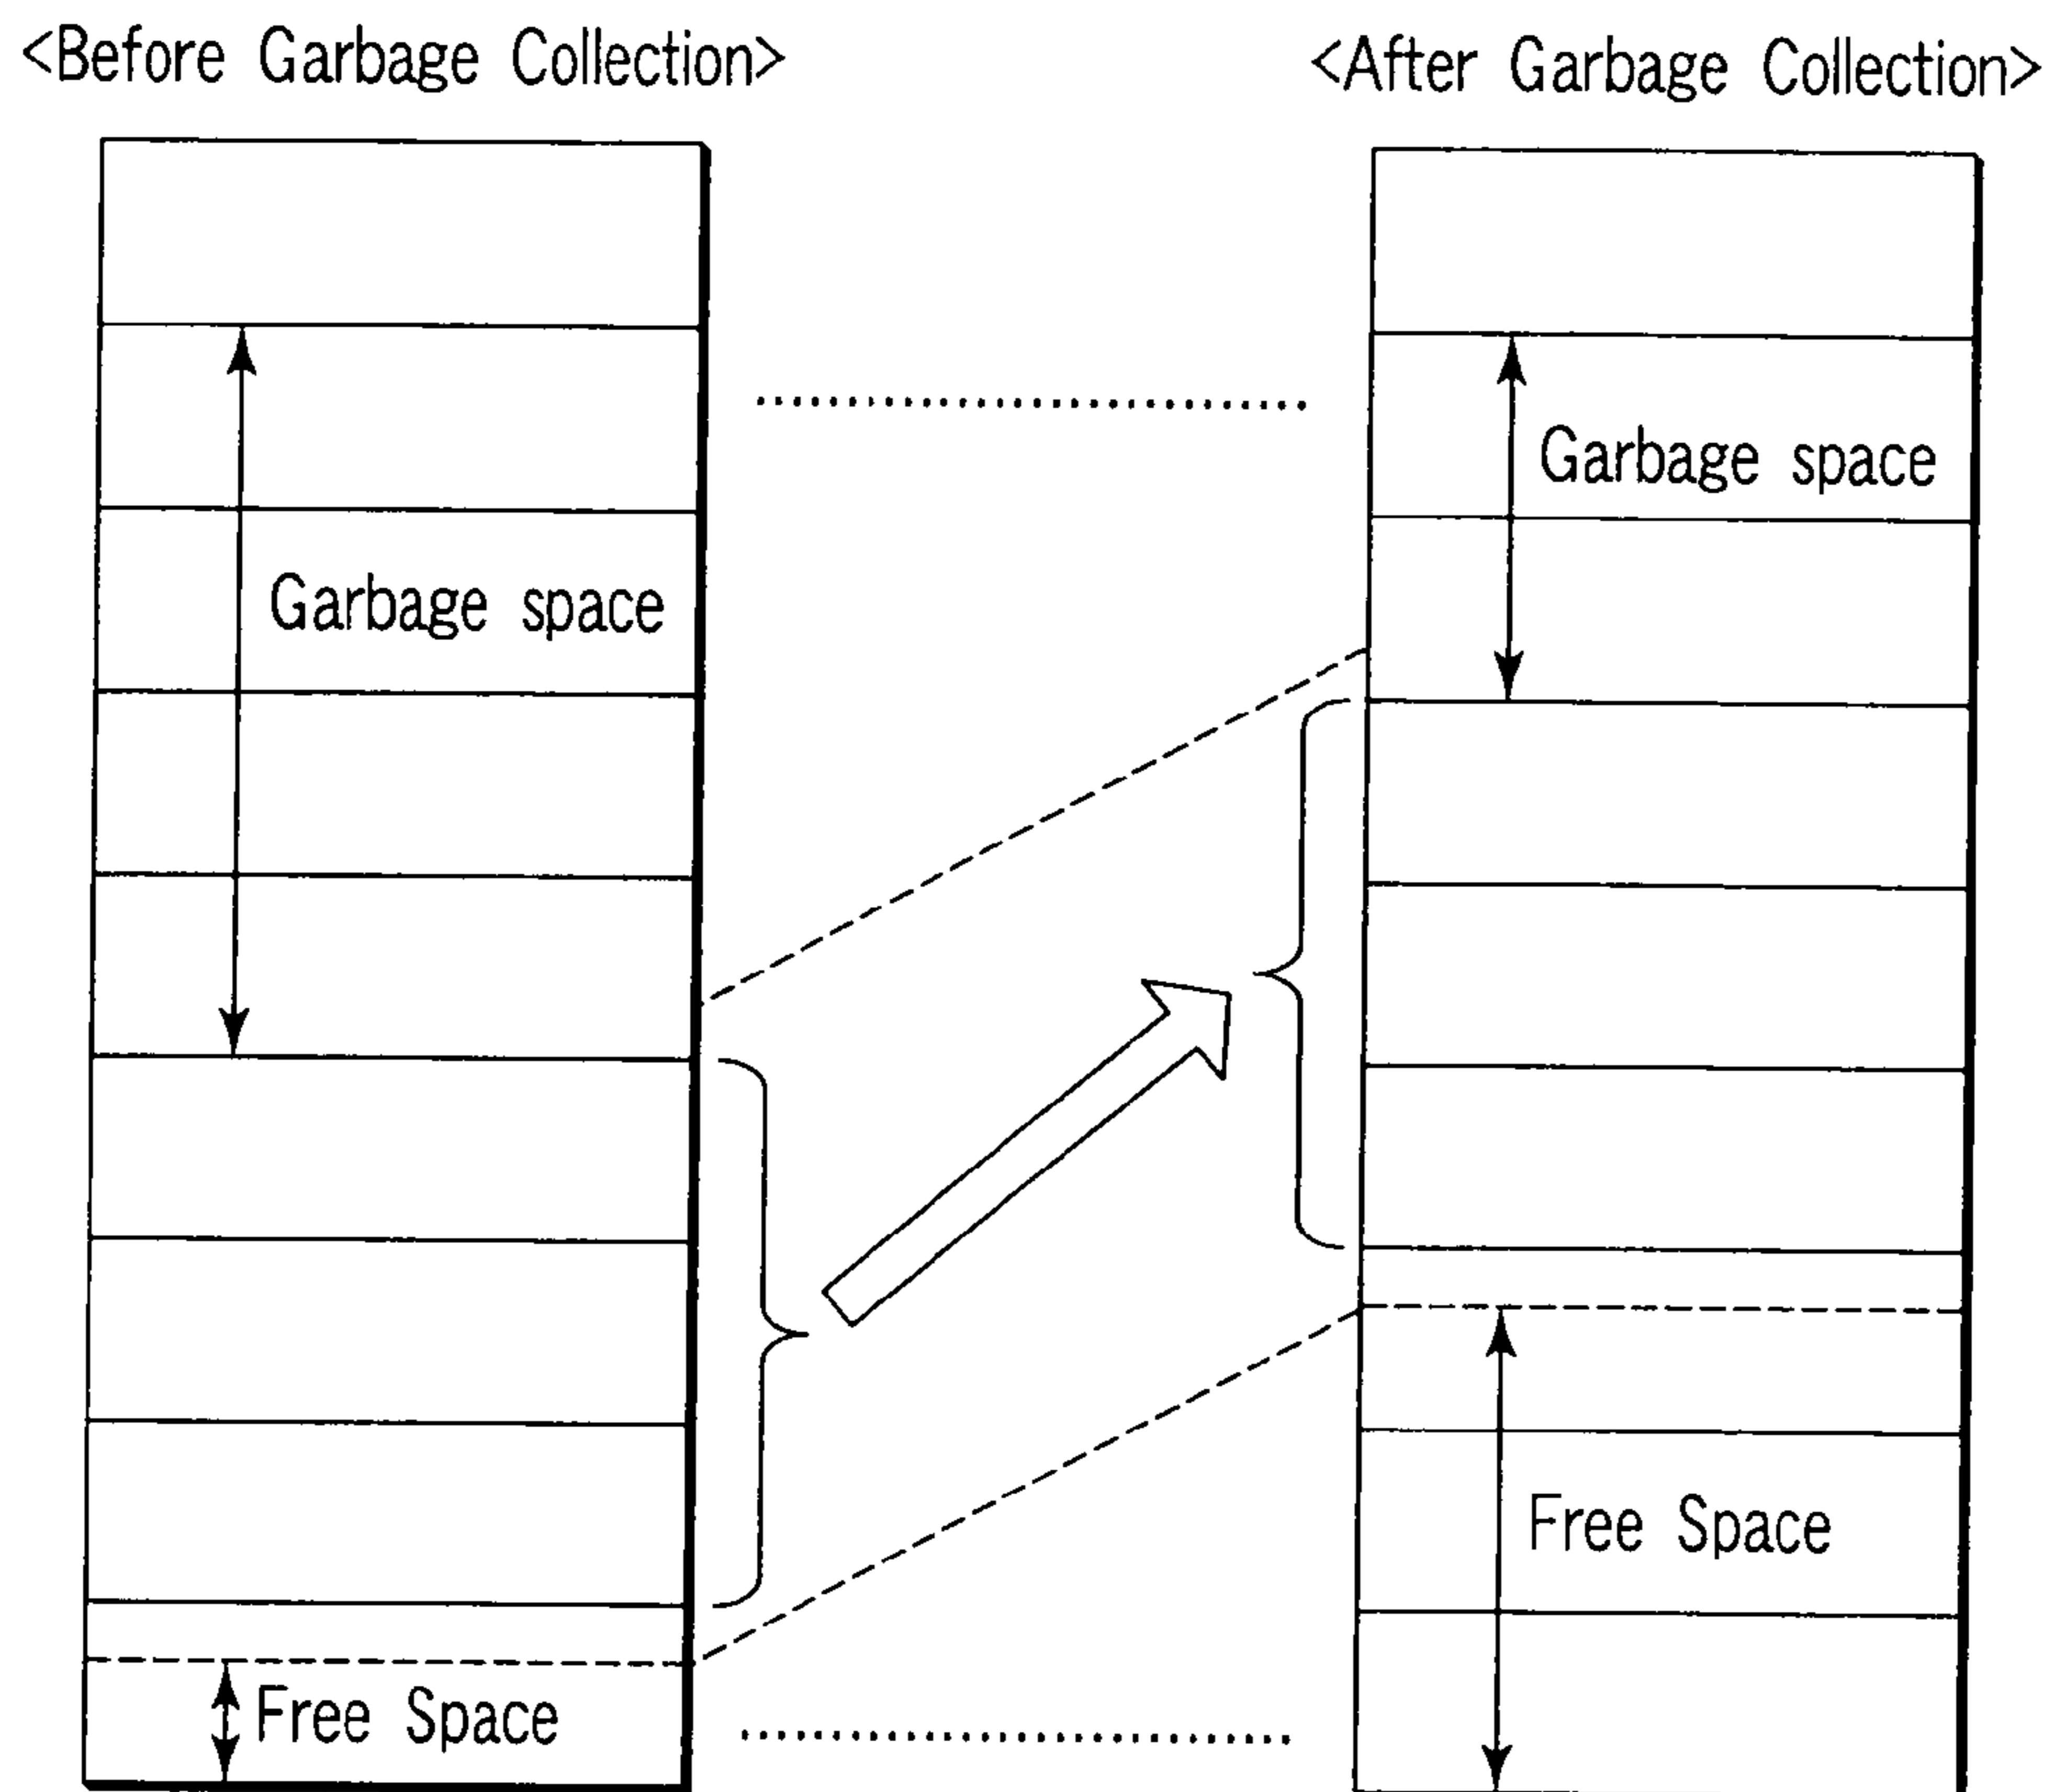 <Before Garbage Collection>
<After Garbage Collection>
Garbage space
Garbage space
Free Space
Free Space